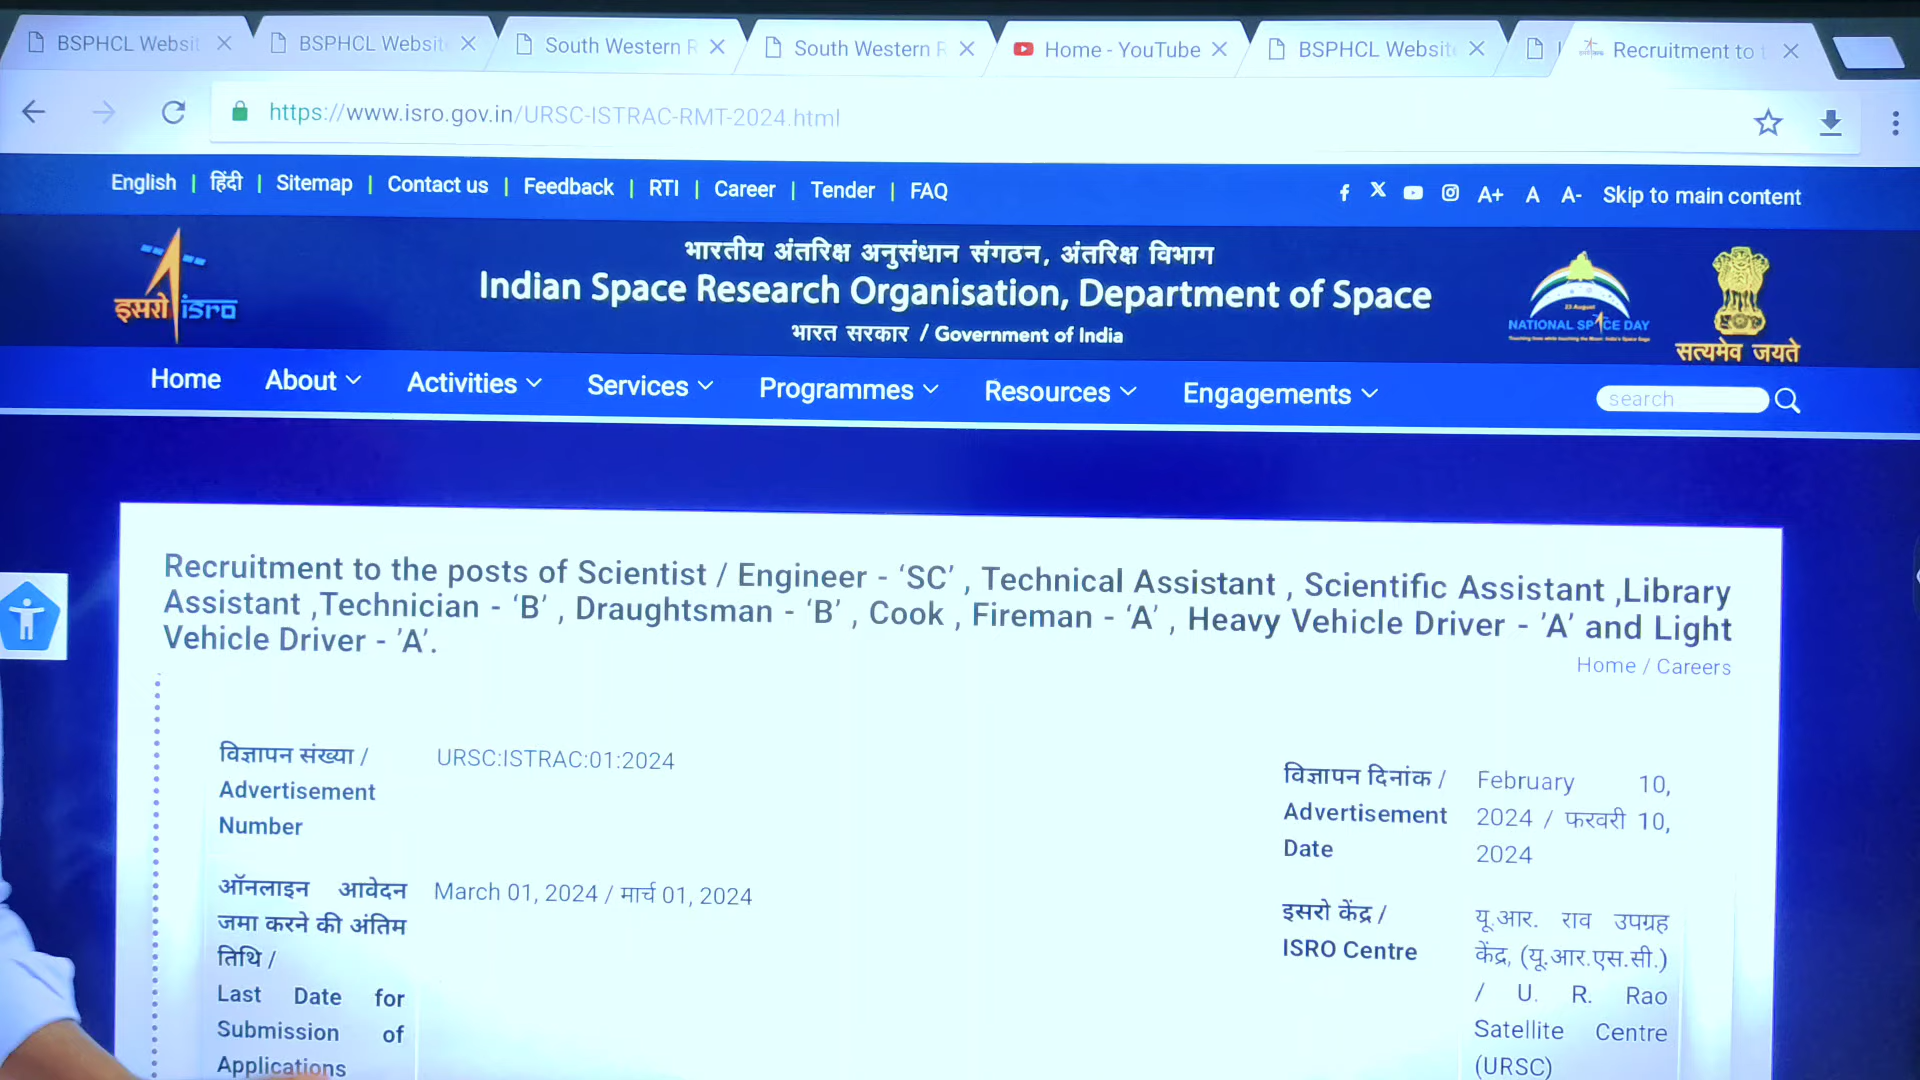 BSPHCL Websit
BSPHCL Website
South Western R
South Western R
Home - YouTube
BSPHCL Website
Recruitment to
https://www.isro.gov.in/URSC-ISTRAC-RMT-2024.html
English | हिंदी | Sitemap | Contact us | Feedback | RTI | Career | Tender | FAQ
A+ A A- Skip to main content
भारतीय अंतरिक्ष अनुसंधान संगठन, अंतरिक्ष विभाग
Indian Space Research Organisation, Department of Space
भारत सरकार / Government of India
इसरो isro
23 August
NATIONAL SPACE DAY
सत्यमेव जयते
Home About Activities Services Programmes Resources Engagements
search
Recruitment to the posts of Scientist / Engineer - ‘SC’ , Technical Assistant , Scientific Assistant ,Library
Assistant ,Technician - ‘B’ , Draughtsman - ‘B’ , Cook , Fireman - ‘A’ , Heavy Vehicle Driver - ’A’ and Light
Vehicle Driver - ’A’.
Home / Careers
विज्ञापन संख्या /
Advertisement
Number
URSC:ISTRAC:01:2024
विज्ञापन दिनांक /
Advertisement
Date
February 10,
2024 / फरवरी 10,
2024
ऑनलाइन आवेदन
जमा करने की अंतिम
तिथि /
Last Date for
Submission of
Applications
March 01, 2024 / मार्च 01, 2024
इसरो केंद्र /
ISRO Centre
यू.आर. राव उपग्रह
केंद्र, (यू.आर.एस.सी.)
/ U. R. Rao
Satellite Centre
(URSC)